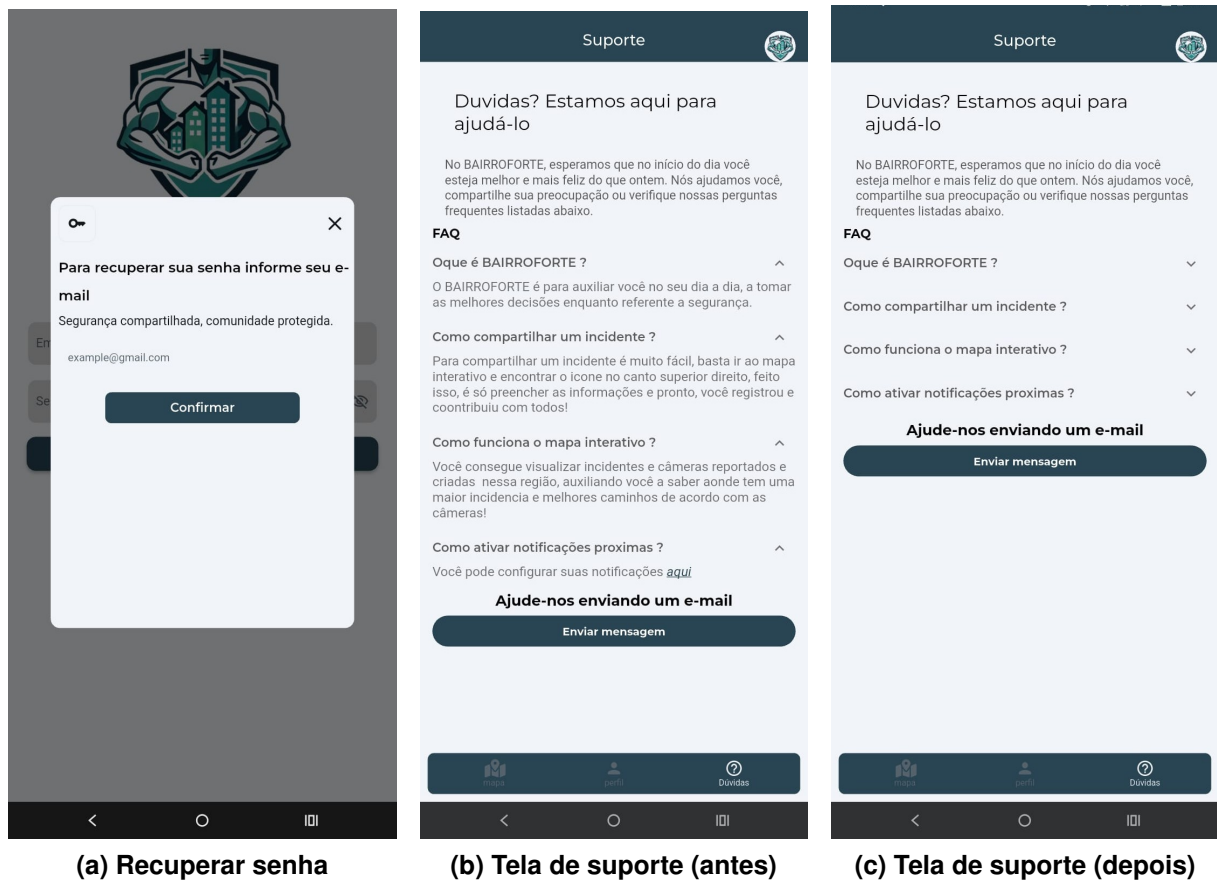 Para recuperar sua senha informe seu e-
mail
Segurança compartilhada, comunidade protegida.
Em
example@gmail.com
Se
Confirmar
(a) Recuperar senha
Suporte
Duvidas? Estamos aqui para
ajudá-lo
No BAIRROFORTE, esperamos que no início do dia você
esteja melhor e mais feliz do que ontem. Nós ajudamos você,
compartilhe sua preocupação ou verifique nossas perguntas
frequentes listadas abaixo.
FAQ
Oque é BAIRROFORTE ?
O BAIRROFORTE é para auxiliar você no seu dia a dia, a tomar
as melhores decisões enquanto referente a segurança.
Como compartilhar um incidente ?
Para compartilhar um incidente é muito fácil, basta ir ao mapa
interativo e encontrar o icone no canto superior direito, feito
isso, é só preencher as informações e pronto, você registrou e
coontribuiu com todos!
Como funciona o mapa interativo ?
Você consegue visualizar incidentes e câmeras reportados e
criadas nessa região, auxiliando você a saber aonde tem uma
maior incidencia e melhores caminhos de acordo com as
câmeras!
Como ativar notificações proximas ?
Você pode configurar suas notificações aqui
Ajude-nos enviando um e-mail
Enviar mensagem
mapa
perfil
Dúvidas
(b) Tela de suporte (antes)
Suporte
Duvidas? Estamos aqui para
ajudá-lo
No BAIRROFORTE, esperamos que no início do dia você
esteja melhor e mais feliz do que ontem. Nós ajudamos você,
compartilhe sua preocupação ou verifique nossas perguntas
frequentes listadas abaixo.
FAQ
Oque é BAIRROFORTE ?
Como compartilhar um incidente ?
Como funciona o mapa interativo ?
Como ativar notificações proximas ?
Ajude-nos enviando um e-mail
Enviar mensagem
mapa
perfil
Dúvidas
(c) Tela de suporte (depois)